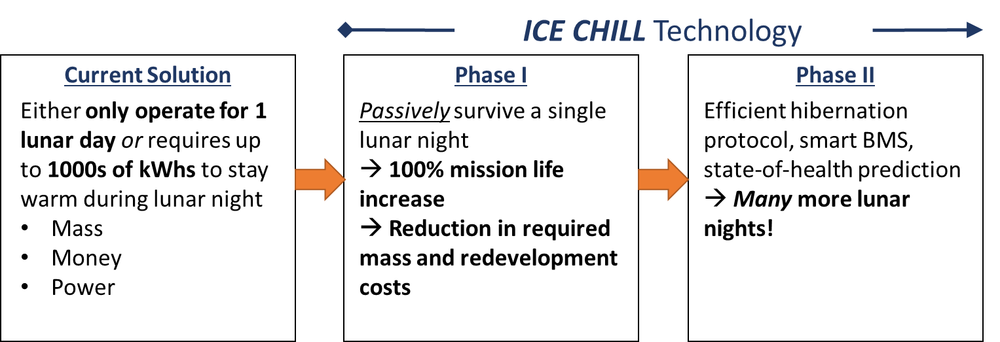 ICE CHILL Technology
Current Solution
Either only operate for 1
lunar day or requires up
to 1000s of kWhs to stay
warm during lunar night
• Mass
• Money
• Power
Phase I
Passively survive a single
lunar night
→ 100% mission life
increase
→ Reduction in required
mass and redevelopment
costs
Phase II
Efficient hibernation
protocol, smart BMS,
state-of-health prediction
→ Many more lunar
nights!